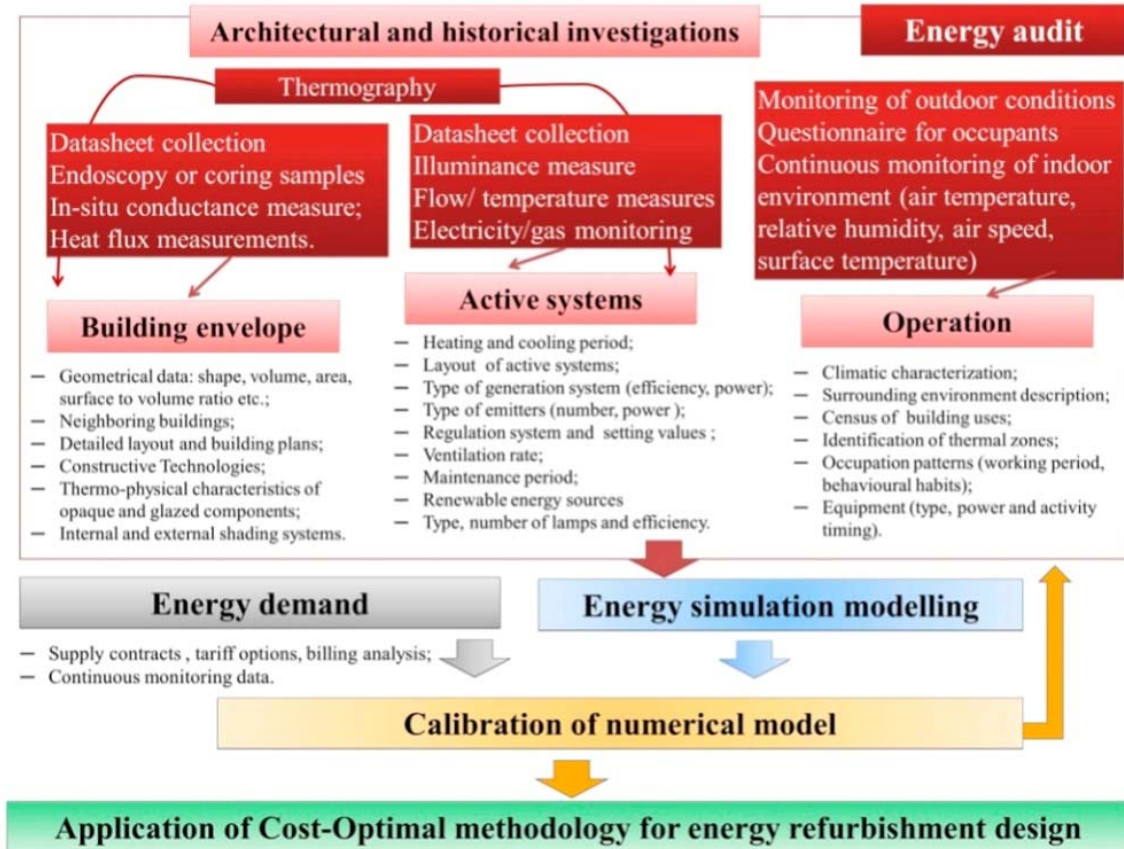 Architectural and historical investigations
Energy audit
Thermography
Datasheet collection
Endoscopy or coring samples
In-situ conductance measure;
Heat flux measurements.
Datasheet collection
Illuminance measure
Flow/ temperature measures
Electricity/gas monitoring
Monitoring of outdoor conditions
Questionnaire for occupants
Continuous monitoring of indoor
environment (air temperature,
relative humidity, air speed,
surface temperature)
Building envelope
— Geometrical data: shape, volume, area,
surface to volume ratio etc.;
— Neighboring buildings;
— Detailed layout and building plans;
— Constructive Technologies;
— Thermo-physical characteristics of
opaque and glazed components;
— Internal and external shading systems.
Active systems
— Heating and cooling period;
— Layout of active systems;
— Type of generation system (efficiency, power);
— Type of emitters (number, power );
— Regulation system and setting values ;
— Ventilation rate;
— Maintenance period;
— Renewable energy sources
— Type, number of lamps and efficiency.
Operation
— Climatic characterization;
— Surrounding environment description;
— Census of building uses;
— Identification of thermal zones;
— Occupation patterns (working period,
behavioural habits);
— Equipment (type, power and activity
timing).
Energy demand
— Supply contracts , tariff options, billing analysis;
— Continuous monitoring data.
Energy simulation modelling
Calibration of numerical model
Application of Cost-Optimal methodology for energy refurbishment design